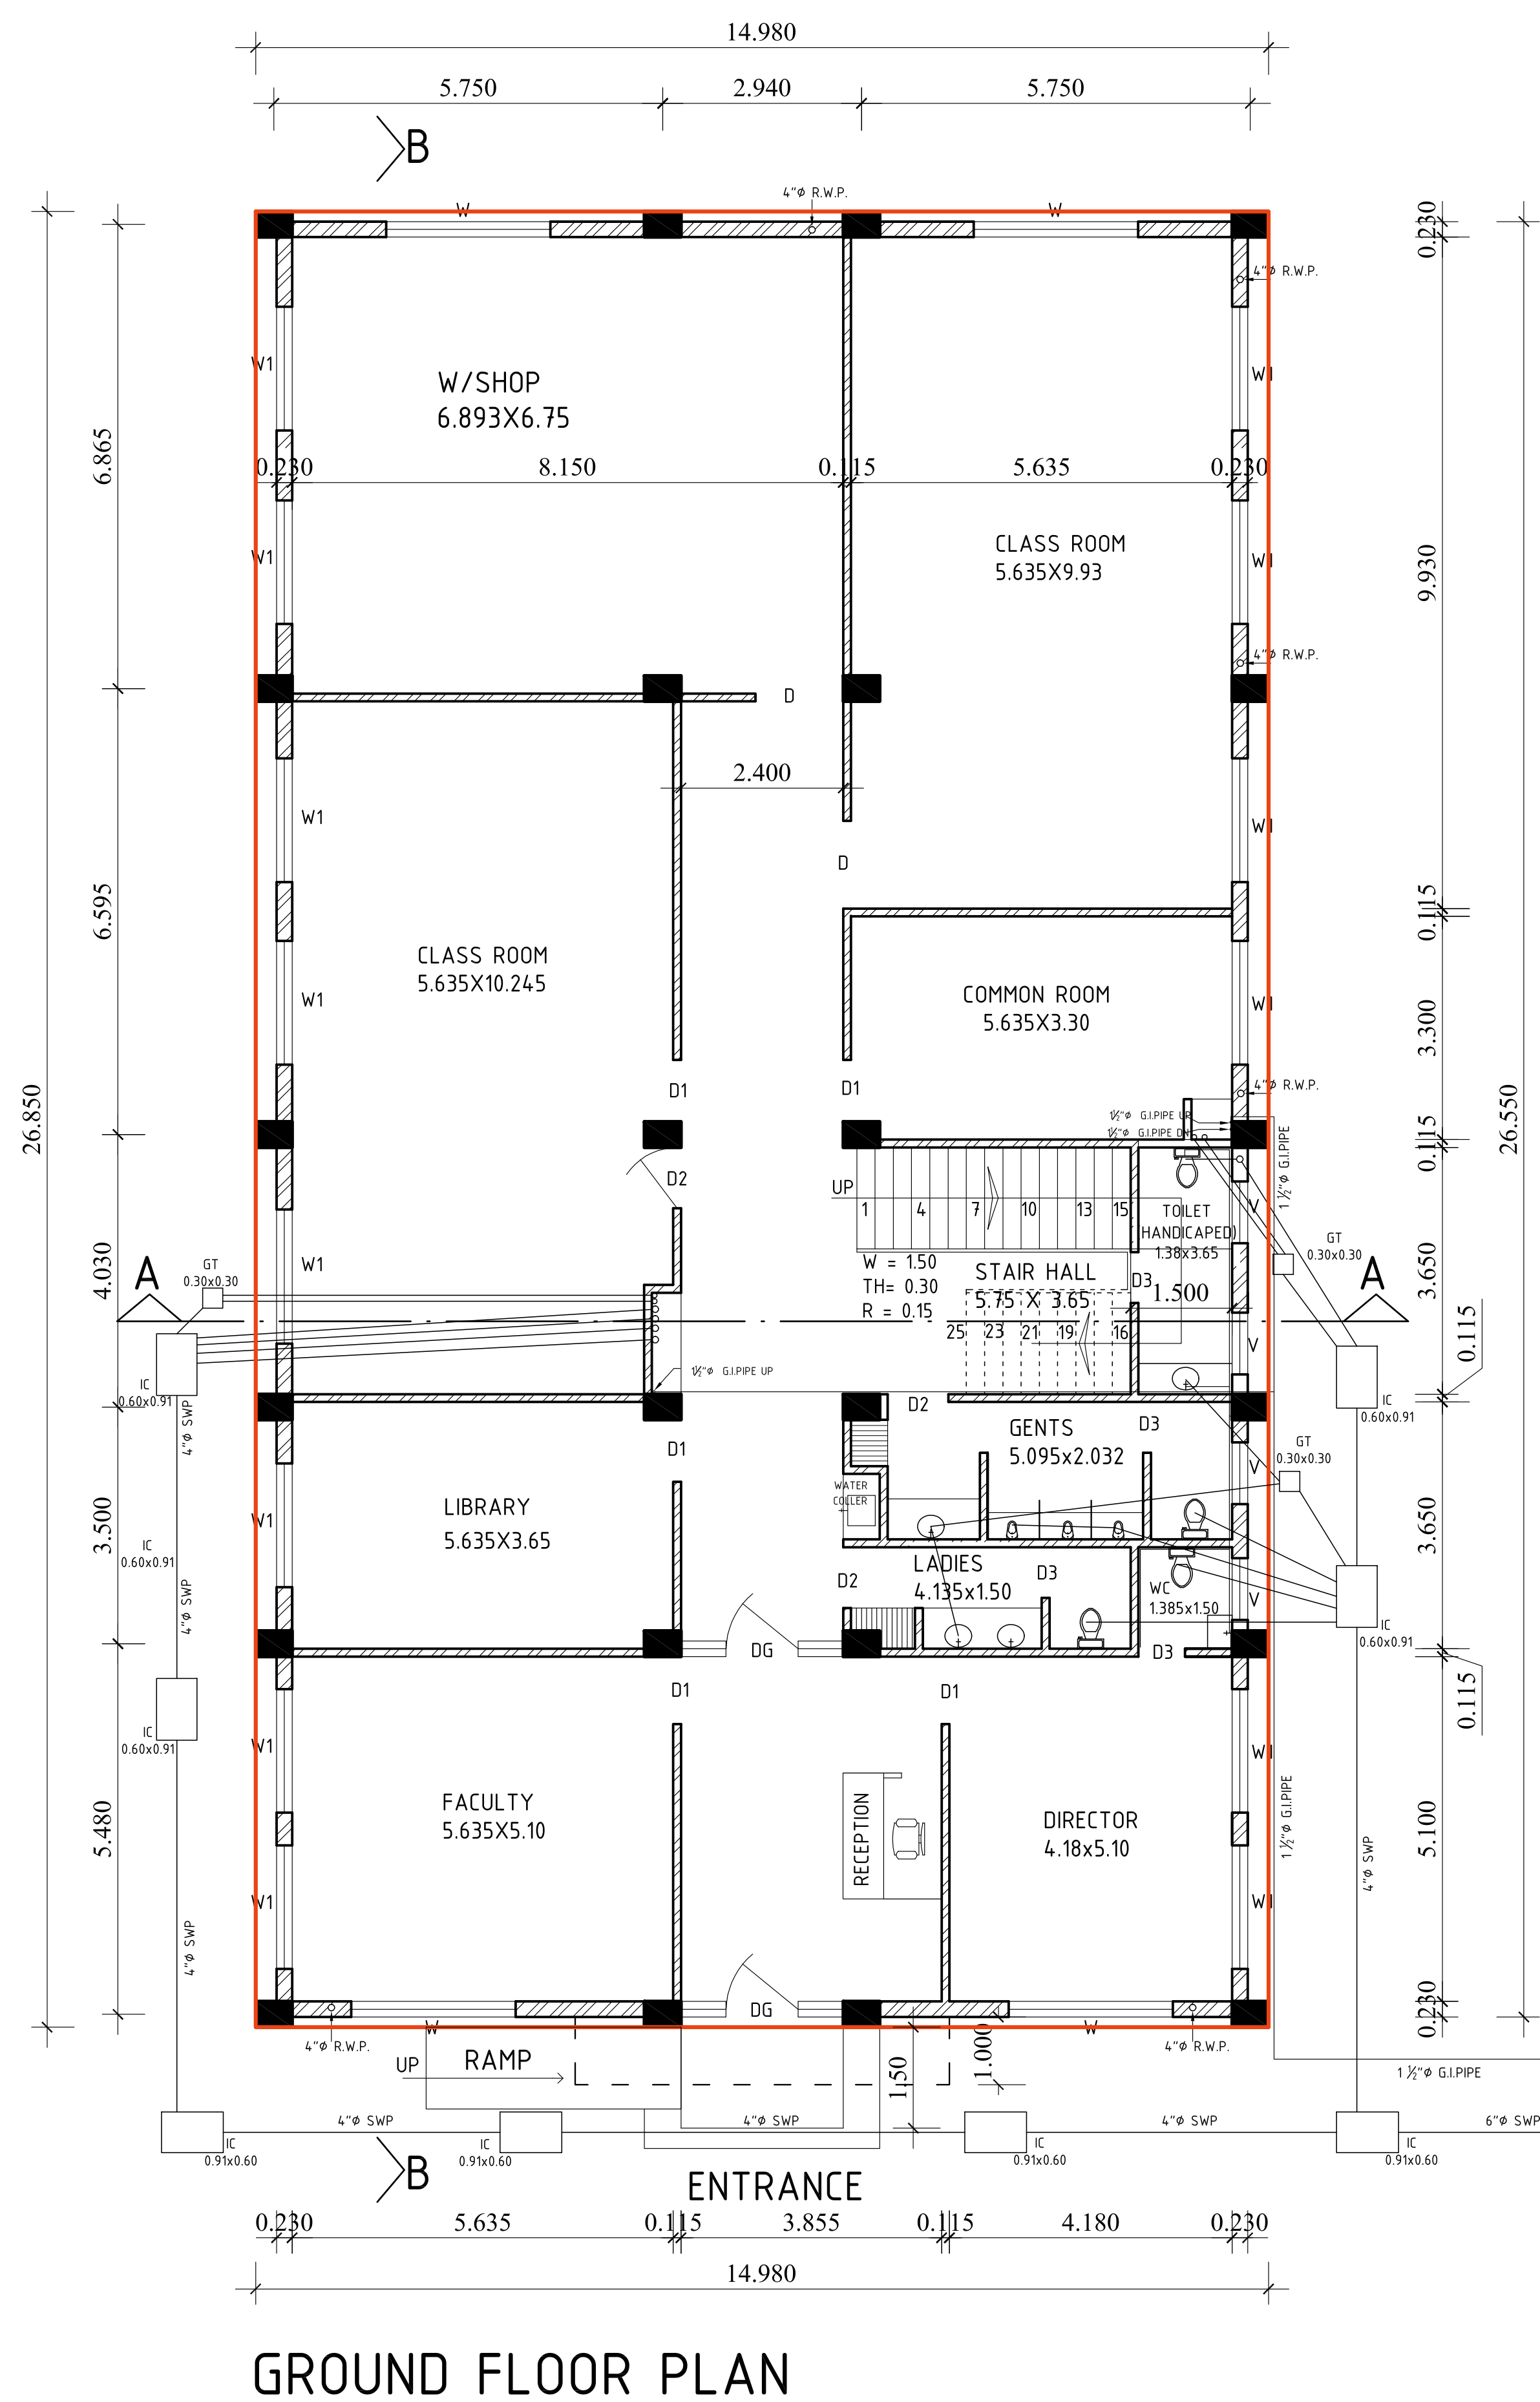 14.980
5.750 2.940 5.750
B
4"Ø R.W.P.
W W
0.230
4"Ø R.W.P.
W1 W1
W/SHOP
6.893X6.75
6.865
0.230 8.150 0.115 5.635 0.230
CLASS ROOM
5.635X9.93
W1 W1
9.930
4"Ø R.W.P.
D
2.400
W1 W1
D
6.595
0.115
CLASS ROOM
5.635X10.245
W1
COMMON ROOM
5.635X3.30
W1
3.300
26.850
26.550
D1 D1
4"Ø R.W.P.
1½"Ø G.I.PIPE UP
1½"Ø G.I.PIPE DN
0.115
1 ½"Ø G.I.PIPE
D2
UP
1 4 7 10 13 15
TOILET
(HANDICAPED)
1.38x3.65
V
GT
0.30x0.30
W1
W = 1.50
TH= 0.30
R = 0.15
STAIR HALL
5.75 X 3.65
D3
1.500
4.030
3.650
A
GT
0.30x0.30
A
25 23 21 19 16
V
0.115
1½"Ø G.I.PIPE UP
IC
0.60x0.91
IC
0.60x0.91
4"Ø SWP
D2
GENTS
5.095x2.032
D3
D1
V
GT
0.30x0.30
WATER
COLLER
LIBRARY
5.635X3.65
W1
3.500
3.650
IC
0.60x0.91
4"Ø SWP
LADIES
4.135x1.50
D2
D3
WC
1.385x1.50
V
IC
0.60x0.91
DG
D3
D1 D1
0.115
IC
0.60x0.91
W1 W1
FACULTY
5.635X5.10
RECEPTION
DIRECTOR
4.18x5.10
5.480
5.100
1 ½"Ø G.I.PIPE
4"Ø SWP
W1 W1
4"Ø SWP
0.230
DG
W W
4"Ø R.W.P. 4"Ø R.W.P.
UP RAMP
1.50
1.000
1 ½"Ø G.I.PIPE
4"Ø SWP 4"Ø SWP 4"Ø SWP 6"Ø SWP
IC
0.91x0.60
IC
0.91x0.60
IC
0.91x0.60
IC
0.91x0.60
B
ENTRANCE
0.230 5.635 0.115 3.855 0.115 4.180 0.230
14.980
GROUND FLOOR PLAN